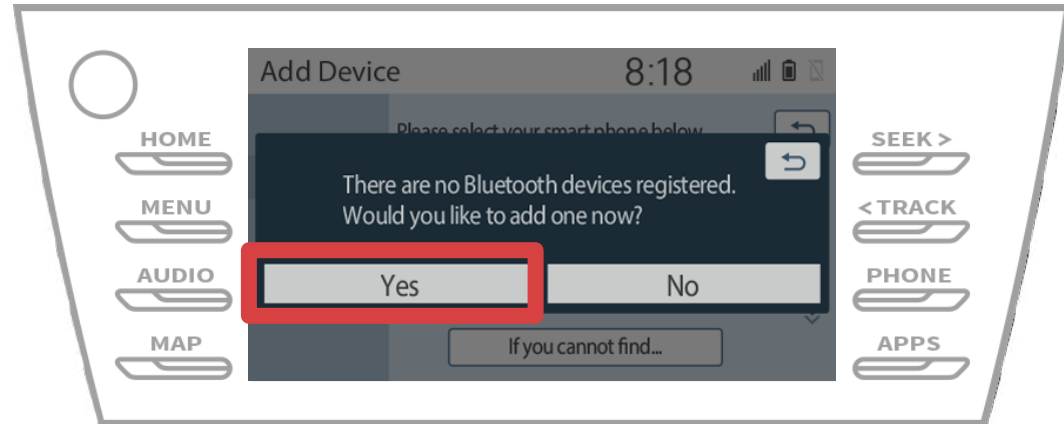 Add Device 8:18
Please select your smart phone below
HOME
MENU
AUDIO
MAP
There are no Bluetooth devices registered.
Would you like to add one now?
Yes No
If you cannot find...
SEEK >
< TRACK
PHONE
APPS